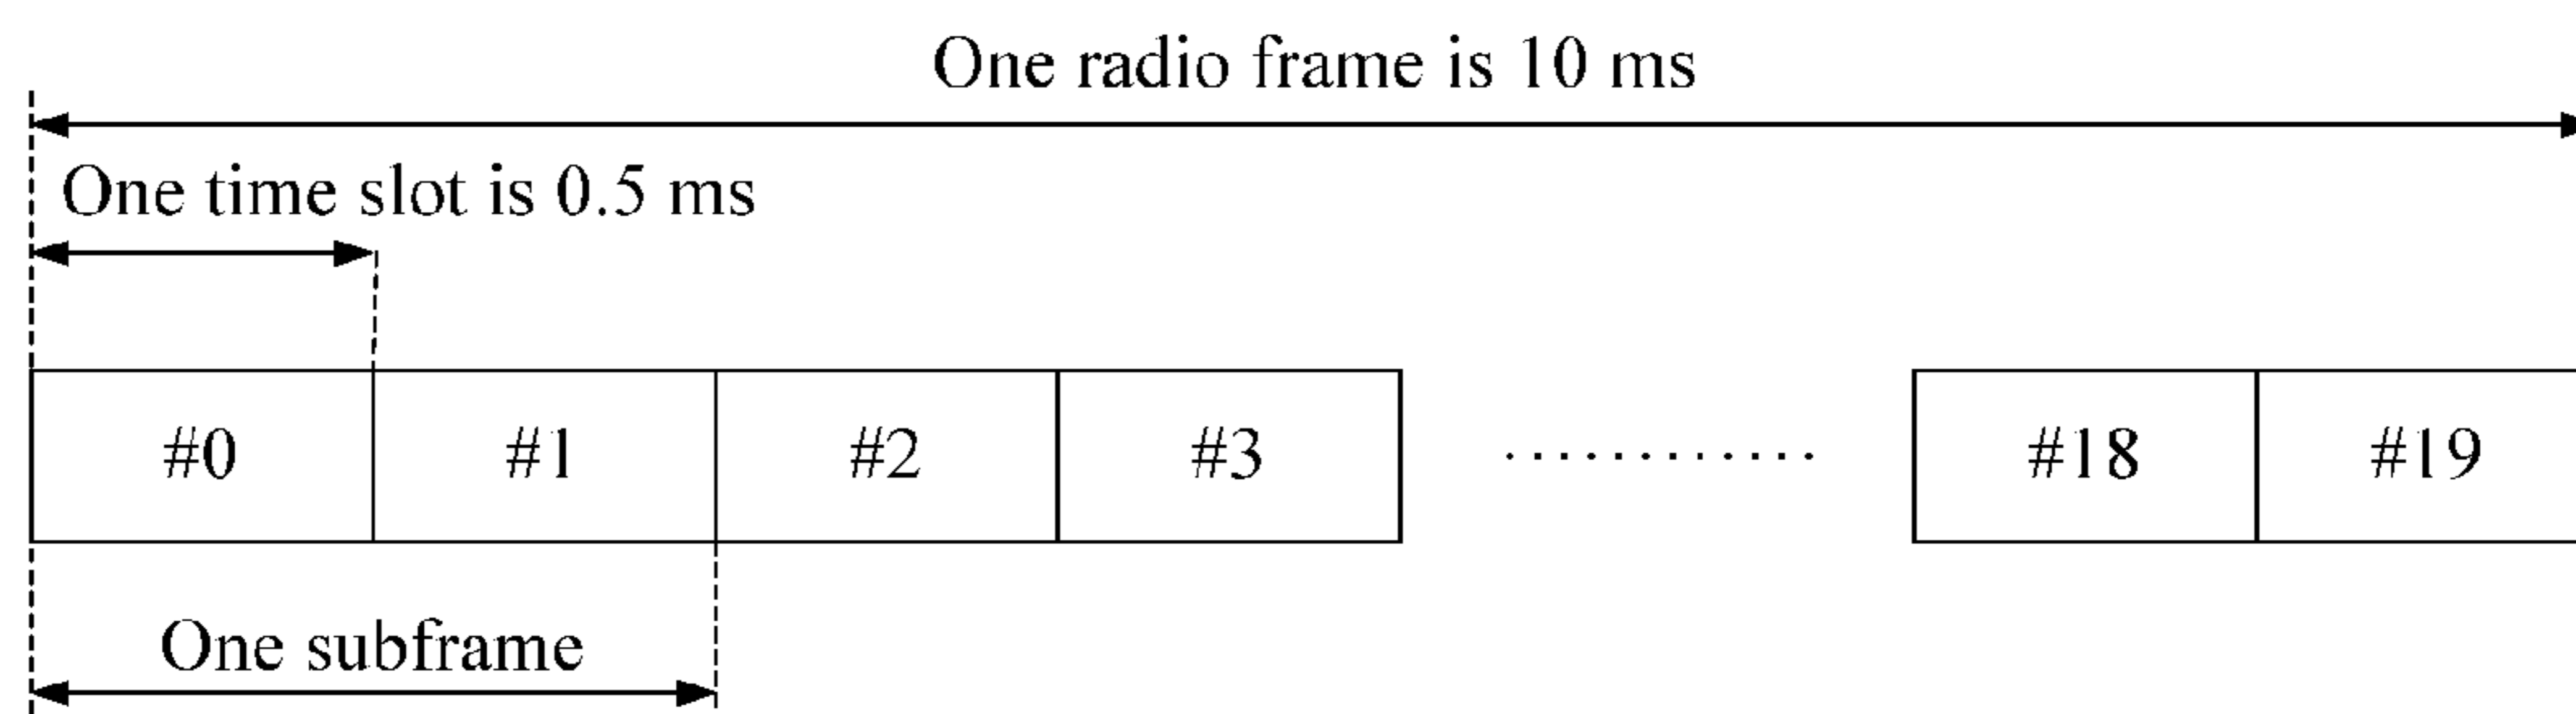 One radio frame is 10 ms
One time slot is 0.5 ms
#0 #1 #2 #3 ............ #18 #19
One subframe